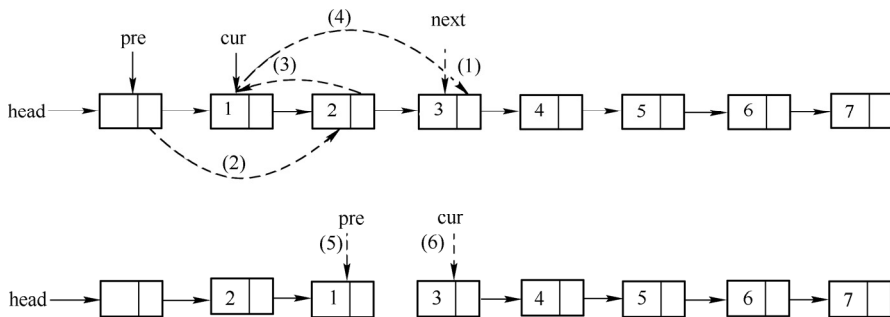 (4) next
pre cur
(3) (1)
head 1 2 3 4 5 6 7
(2)
pre cur
(5) (6)
head 2 1 3 4 5 6 7